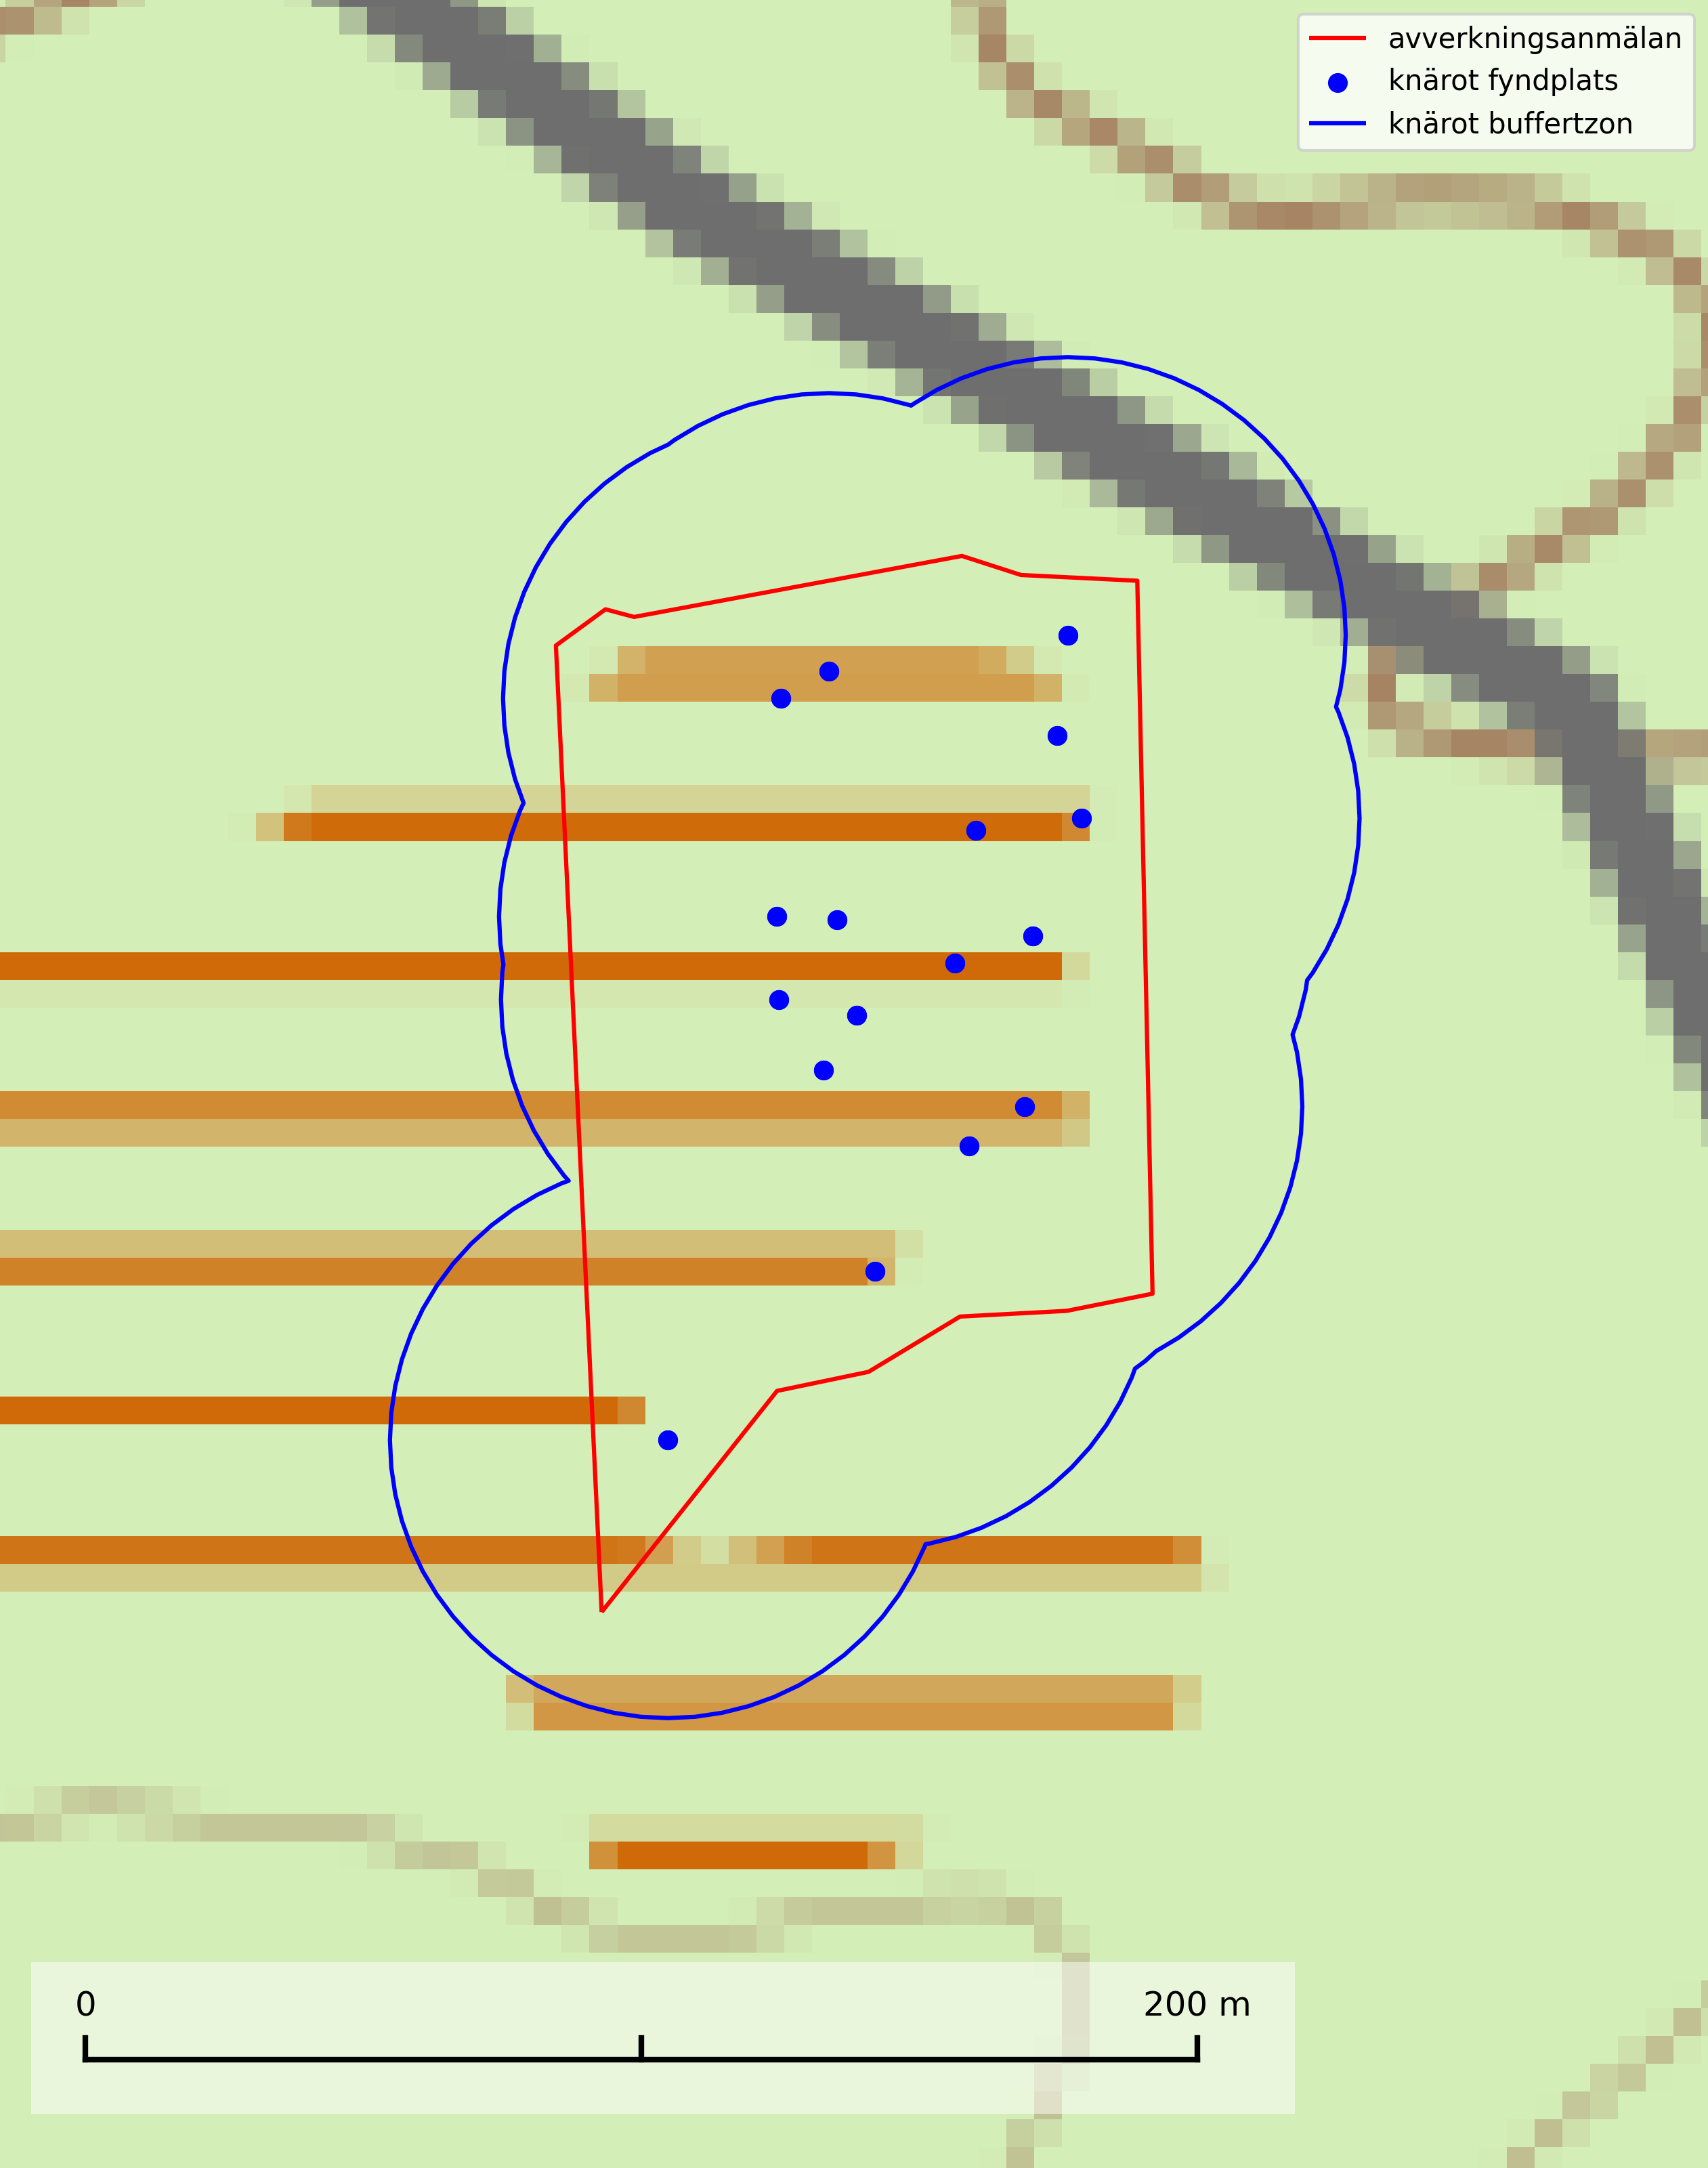 avverkningsanmälan
knärot fyndplats
knärot buffertzon
0
200 m